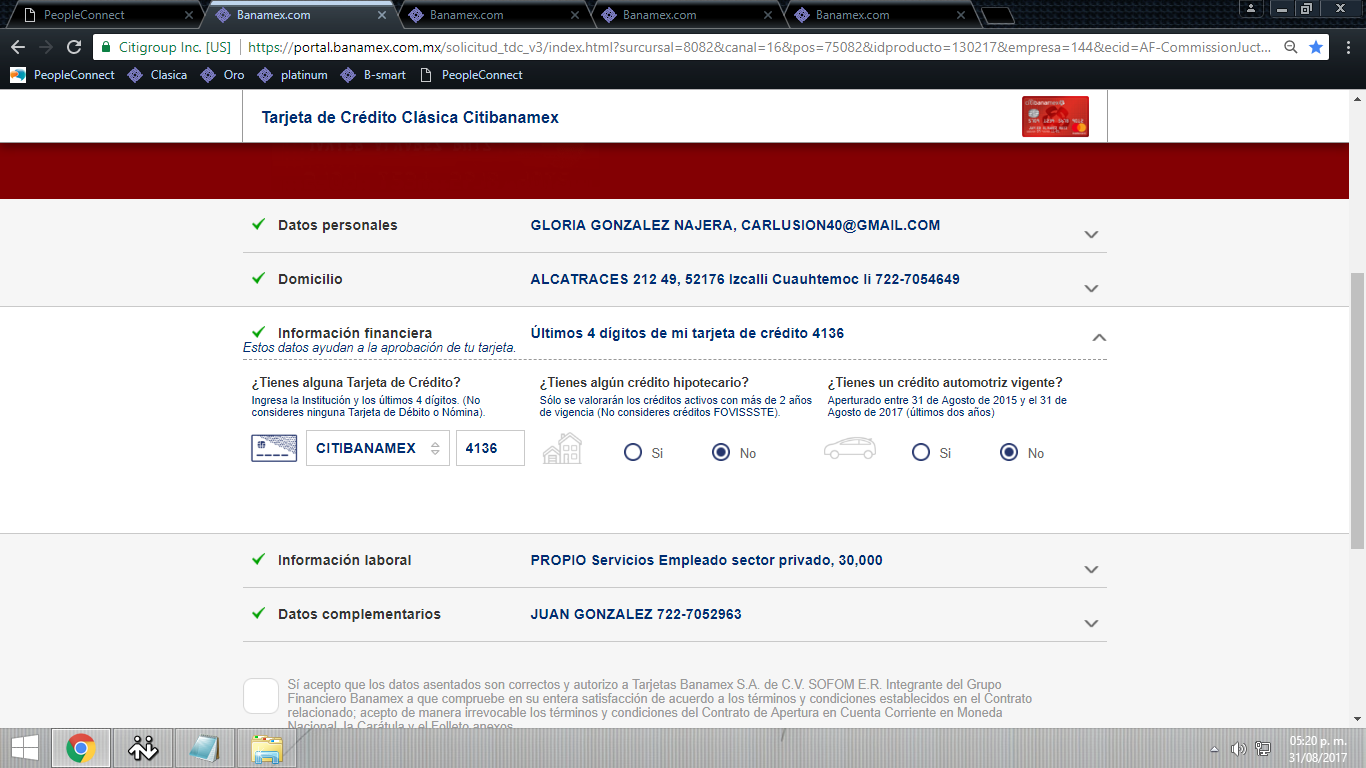 PeopleConnect
Banamex.com
Banamex.com
Banamex.com
Banamex.com
Citigroup Inc. [US] https://portal.banamex.com.mx/solicitud_tdc_v3/index.html?surcursal=8082&canal=16&pos=75082&idproducto=130217&empresa=144&ecid=AF-CommissionJuct...
PeopleConnect Clasica Oro platinum B-smart PeopleConnect
Tarjeta de Crédito Clásica Citibanamex
Datos personales GLORIA GONZALEZ NAJERA, CARLUSION40@GMAIL.COM
Domicilio ALCATRACES 212 49, 52176 Izcalli Cuauhtemoc Ii 722-7054649
Información financiera Últimos 4 dígitos de mi tarjeta de crédito 4136
Estos datos ayudan a la aprobación de tu tarjeta.
¿Tienes alguna Tarjeta de Crédito?
Ingresa la Institución y los últimos 4 dígitos. (No
consideres ninguna Tarjeta de Débito o Nómina).
CITIBANAMEX 4136
¿Tienes algún crédito hipotecario?
Sólo se valorarán los créditos activos con más de 2 años
de vigencia (No consideres créditos FOVISSSTE).
Si No
¿Tienes un crédito automotriz vigente?
Aperturado entre 31 de Agosto de 2015 y el 31 de
Agosto de 2017 (últimos dos años)
Si No
Información laboral PROPIO Servicios Empleado sector privado, 30,000
Datos complementarios JUAN GONZALEZ 722-7052963
Sí acepto que los datos asentados son correctos y autorizo a Tarjetas Banamex S.A. de C.V. SOFOM E.R. Integrante del Grupo
Financiero Banamex a que compruebe en su entera satisfacción de acuerdo a los términos y condiciones establecidos en el Contrato
relacionado; acepto de manera irrevocable los términos y condiciones del Contrato de Apertura en Cuenta Corriente en Moneda
Nacional, la Carátula y el Folleto anexos
05:20 p. m.
31/08/2017